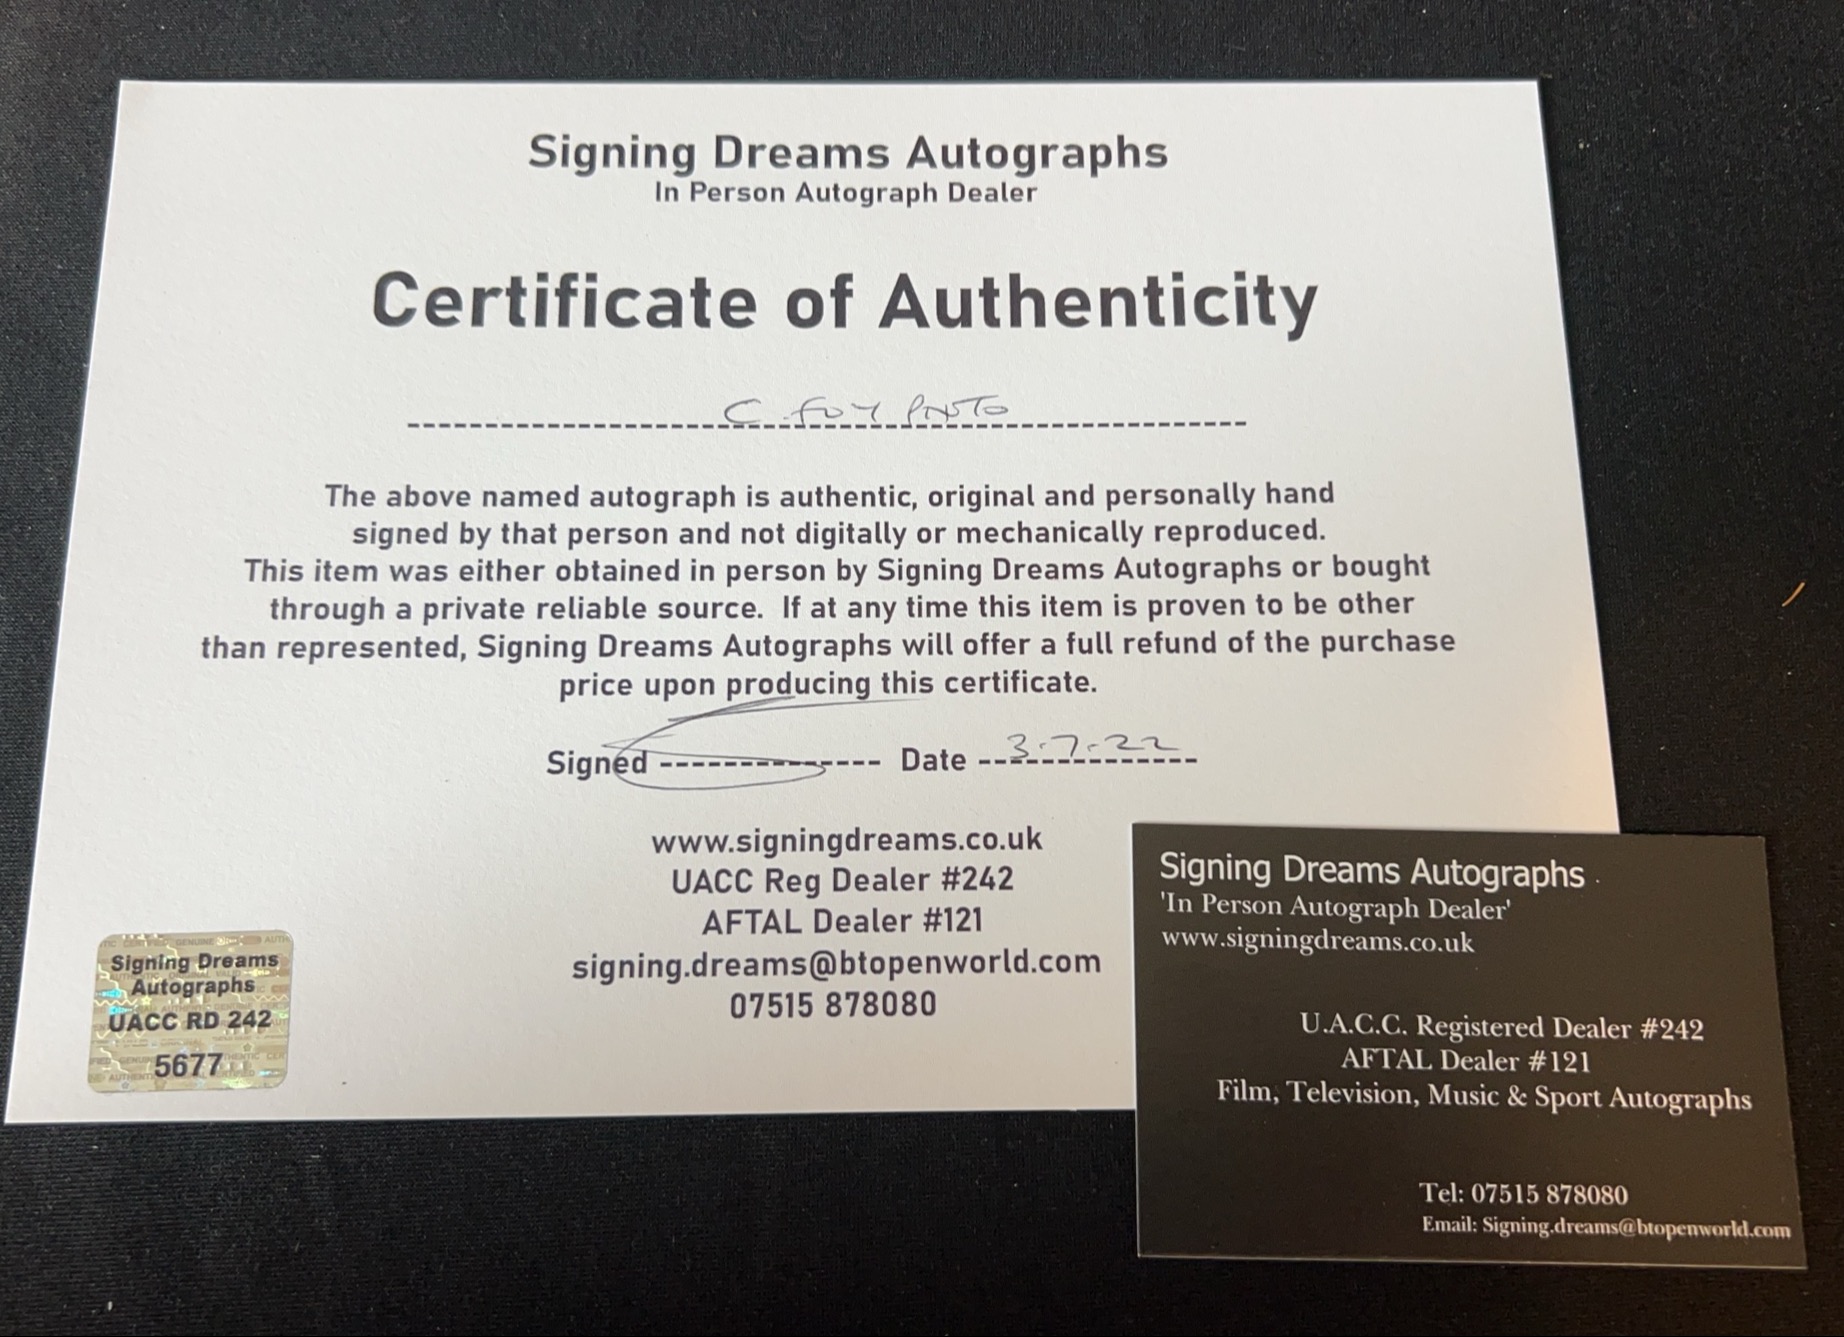 Signing Dreams Autographs
In Person Autograph Dealer
Certificate of Authenticity
C. FOY
The above named autograph is authentic, original and personally hand
signed by that person and not digitally or mechanically reproduced.
This item was either obtained in person by Signing Dreams Autographs or bought
through a private reliable source. If at any time this item is proven to be other
than represented, Signing Dreams Autographs will offer a full refund of the purchase
price upon producing this certificate.
Signed Date 3.7.22
www.signingdreams.co.uk
UACC Reg Dealer #242
AFTAL Dealer #121
signing.dreams@btopenworld.com
07515 878080
Signing Dreams
Autographs
UACC RD 242
5677
Signing Dreams Autographs
'In Person Autograph Dealer'
www.signingdreams.co.uk
U.A.C.C. Registered Dealer #242
AFTAL Dealer #121
Film, Television, Music & Sport Autographs
Tel: 07515 878080
Email: Signing.dreams@btopenworld.com